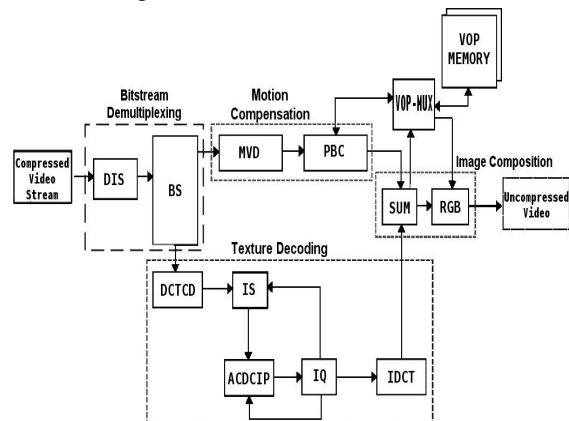 VOP
MEMORY
Bitstream
Demultiplexing
Motion
Compensation
VOP-MUX
MVD
PBC
Image Composition
Compressed
Video
Stream
DIS
BS
SUM
RGB
Uncompressed
Video
Texture Decoding
DCTCD
IS
ACDCIP
IQ
IDCT